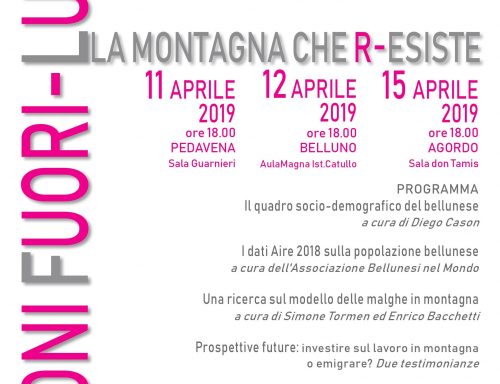 ONI FUORI-LU
LA MONTAGNA CHE R-ESISTE
11 APRILE
2019
ore 18.00
PEDAVENA
Sala Guarnieri
12 APRILE
2019
ore 18.00
BELLUNO
AulaMagna Ist.Catullo
15 APRILE
2019
ore 18.00
AGORDO
Sala don Tamis
PROGRAMMA
Il quadro socio-demografico del bellunese
a cura di Diego Cason
I dati Aire 2018 sulla popolazione bellunese
a cura dell'Associazione Bellunesi nel Mondo
Una ricerca sul modello delle malghe in montagna
a cura di Simone Tormen ed Enrico Bacchetti
Prospettive future: investire sul lavoro in montagna
o emigrare? Due testimonianze